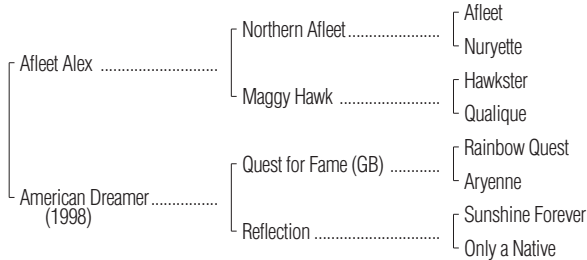 Afleet
Northern Afleet....................
Nuryette
Afleet Alex .........................
Hawkster
Maggy Hawk ......................
Qualique
Rainbow Quest
Quest for Fame (GB) ............
Aryenne
American Dreamer..............
(1998)
Sunshine Forever
Reflection ..........................
Only a Native